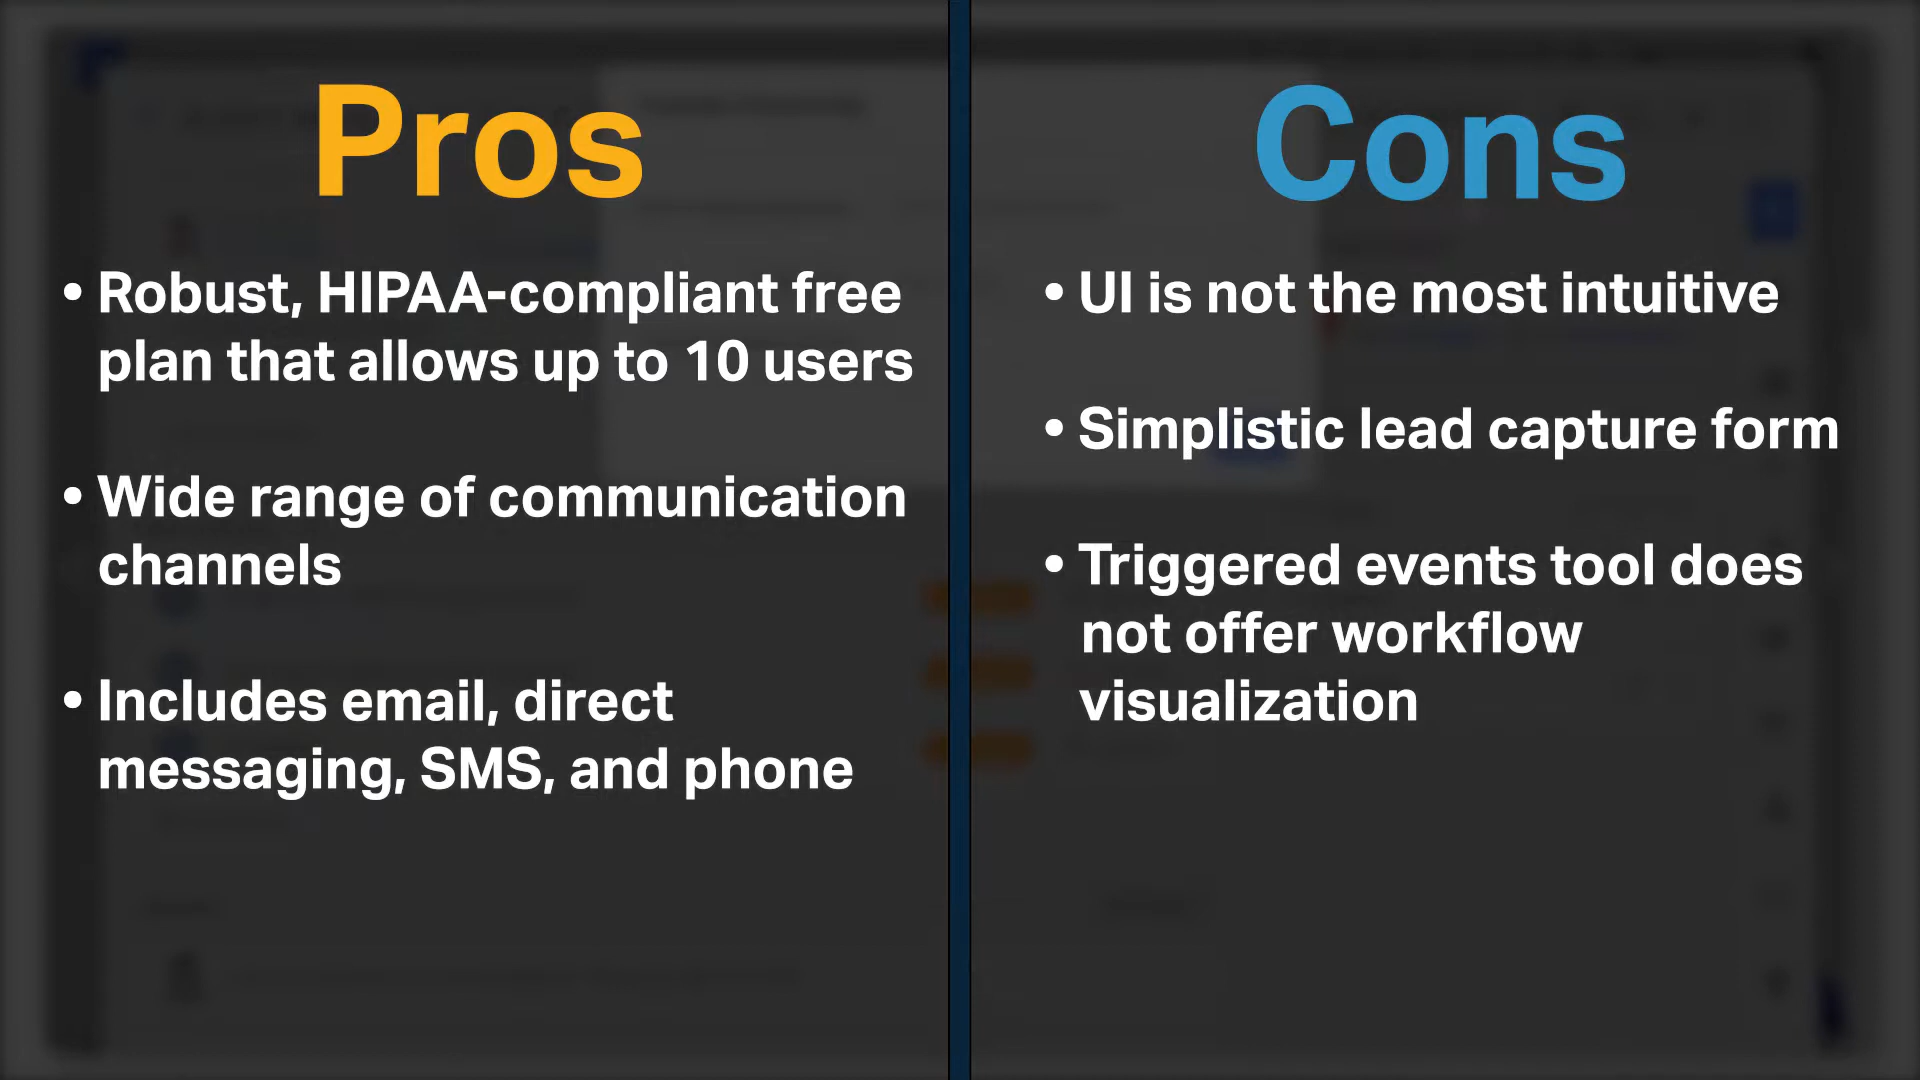 Pros
• Robust, HIPAA-compliant free
plan that allows up to 10 users
• Wide range of communication
channels
• Includes email, direct
messaging, SMS, and phone
Cons
• UI is not the most intuitive
• Simplistic lead capture form
• Triggered events tool does
not offer workflow
visualization